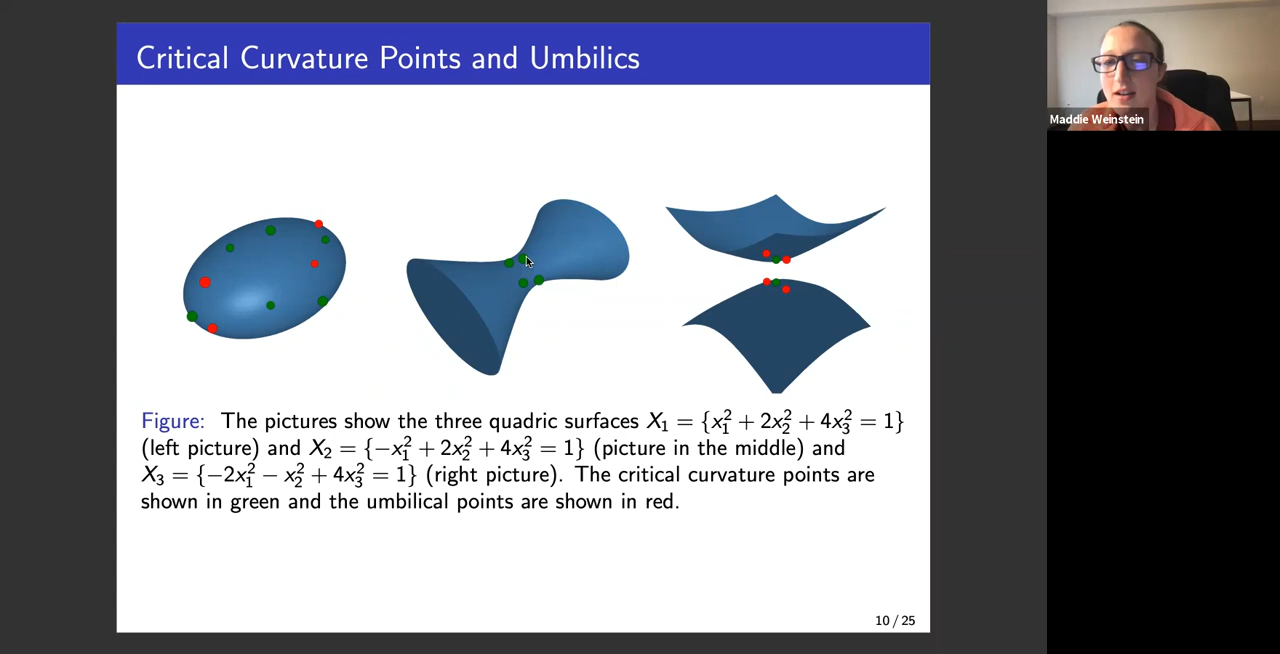 Critical Curvature Points and Umbilics
Maddie Weinstein
Figure: The pictures show the three quadric surfaces X₁ = {x₁² + 2x₂² + 4x₃² = 1}
(left picture) and X₂ = {−x₁² + 2x₂² + 4x₃² = 1} (picture in the middle) and
X₃ = {−2x₁² − x₂² + 4x₃² = 1} (right picture). The critical curvature points are
shown in green and the umbilical points are shown in red.
10 / 25